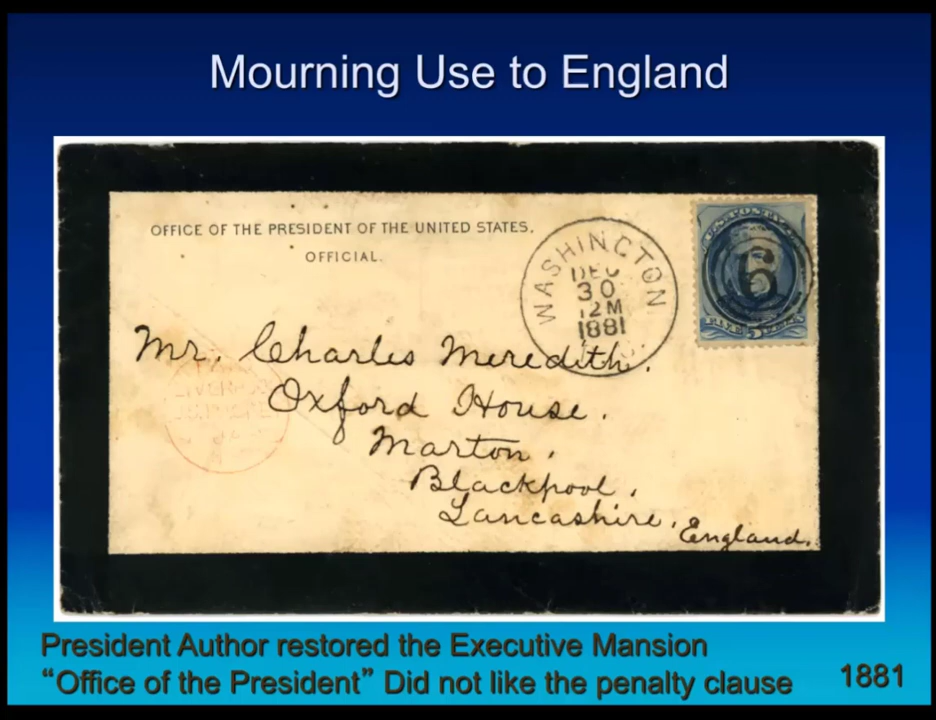 Mourning Use to England
OFFICE OF THE PRESIDENT OF THE UNITED STATES,
OFFICIAL.
WASHINGTON
DEC
30
12M
1881
6
Mr. Charles Meredith.
Oxford House.
Marton,
Blackpool,
Lancashire,
England.
President Author restored the Executive Mansion
“Office of the President” Did not like the penalty clause
1881